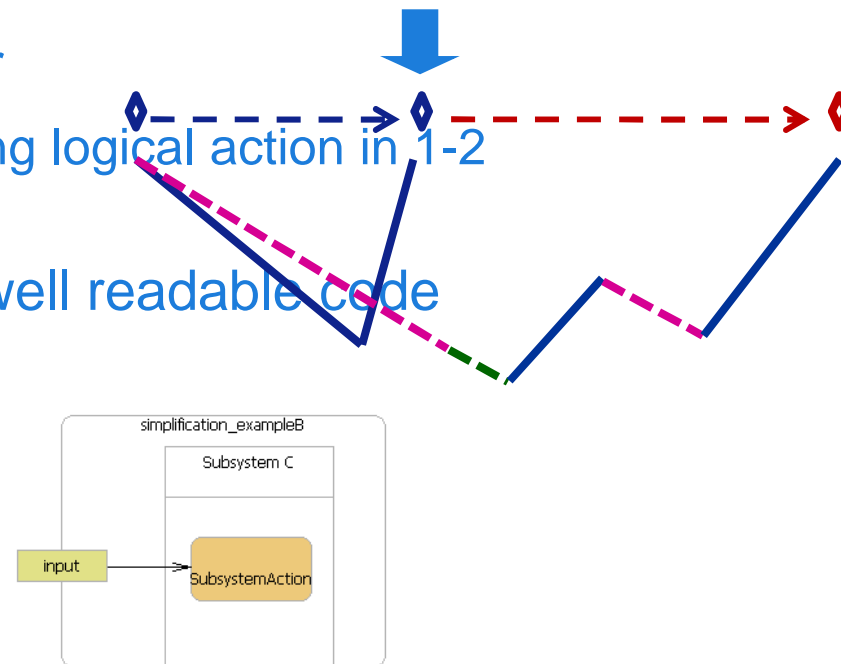 ng logical action in 1-2
well readable code
simplification_exampleB
Subsystem C
input
SubsystemAction